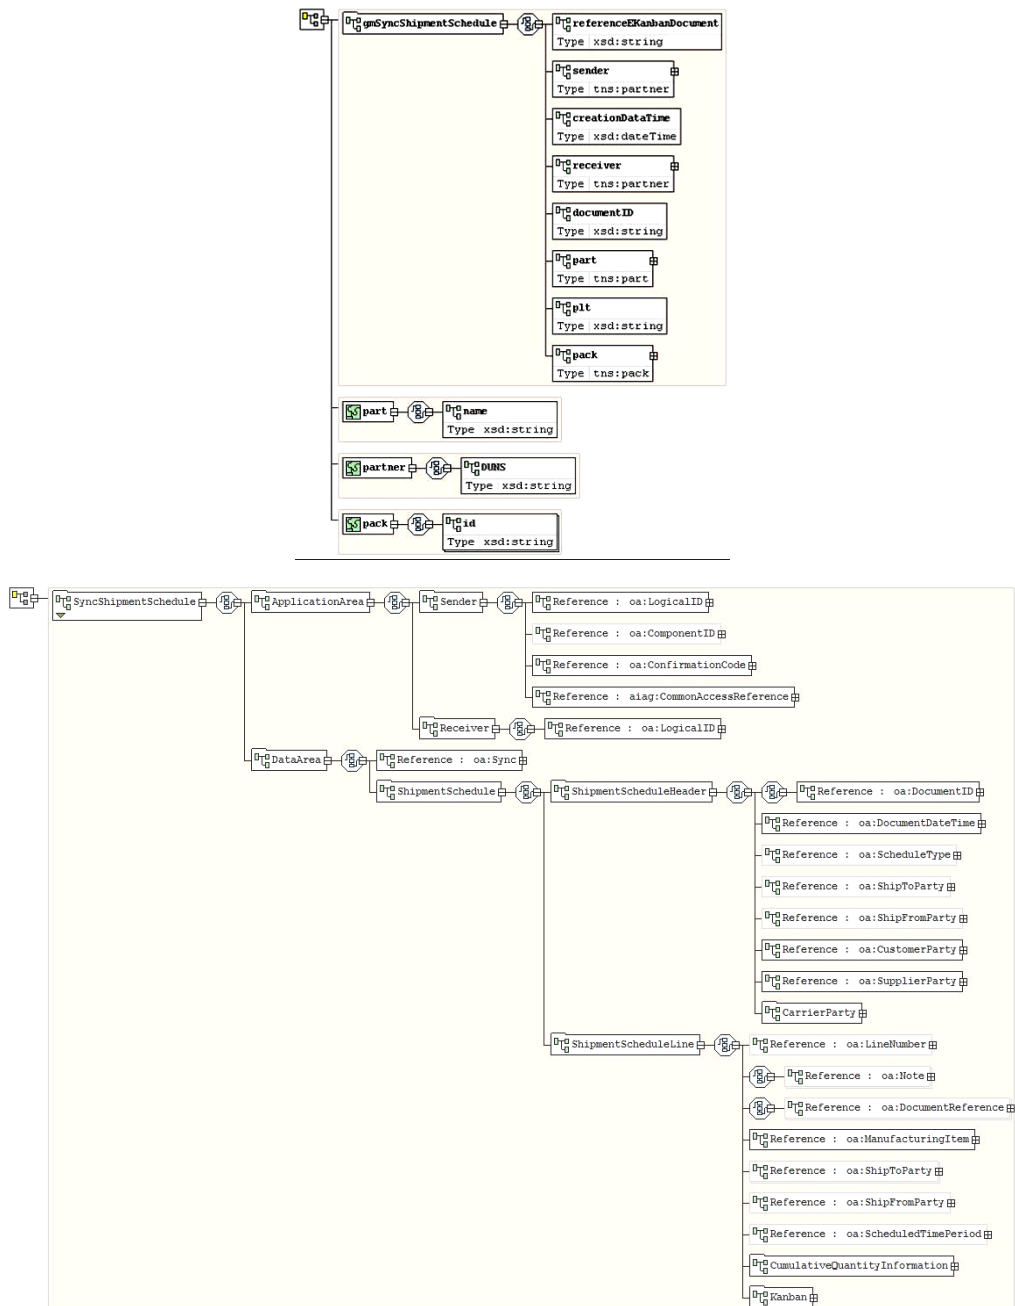 gmSyncShipmentSchedule
referenceEKanbanDocument
Type xsd:string
sender
Type tns:partner
creationDataTime
Type xsd:dateTime
receiver
Type tns:partner
documentID
Type xsd:string
part
Type tns:part
plt
Type xsd:string
pack
Type tns:pack
part
name
Type xsd:string
partner
DUNS
Type xsd:string
pack
id
Type xsd:string
SyncShipmentSchedule
ApplicationArea
Sender
Reference : oa:LogicalID
Reference : oa:ComponentID
Reference : oa:ConfirmationCode
Reference : aiag:CommonAccessReference
Receiver
Reference : oa:LogicalID
DataArea
Reference : oa:Sync
ShipmentSchedule
ShipmentScheduleHeader
Reference : oa:DocumentID
Reference : oa:DocumentDateTime
Reference : oa:ScheduleType
Reference : oa:ShipToParty
Reference : oa:ShipFromParty
Reference : oa:CustomerParty
Reference : oa:SupplierParty
CarrierParty
ShipmentScheduleLine
Reference : oa:LineNumber
Reference : oa:Note
Reference : oa:DocumentReference
Reference : oa:ManufacturingItem
Reference : oa:ShipToParty
Reference : oa:ShipFromParty
Reference : oa:ScheduledTimePeriod
CumulativeQuantityInformation
Kanban